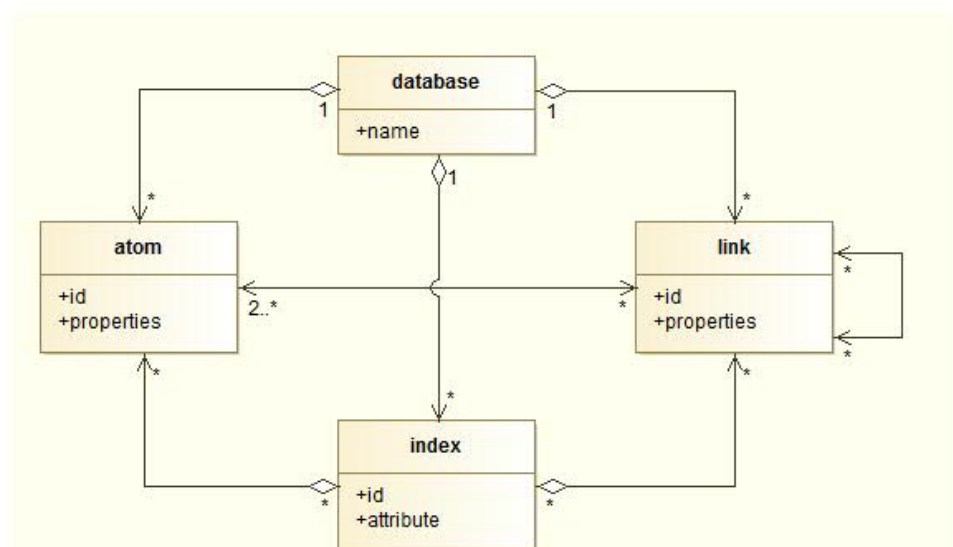 database
1
1
+name
1
*
*
atom
link
*
+id
+properties
2..*
*
+id
+properties
*
*
*
*
index
*
*
+id
+attribute